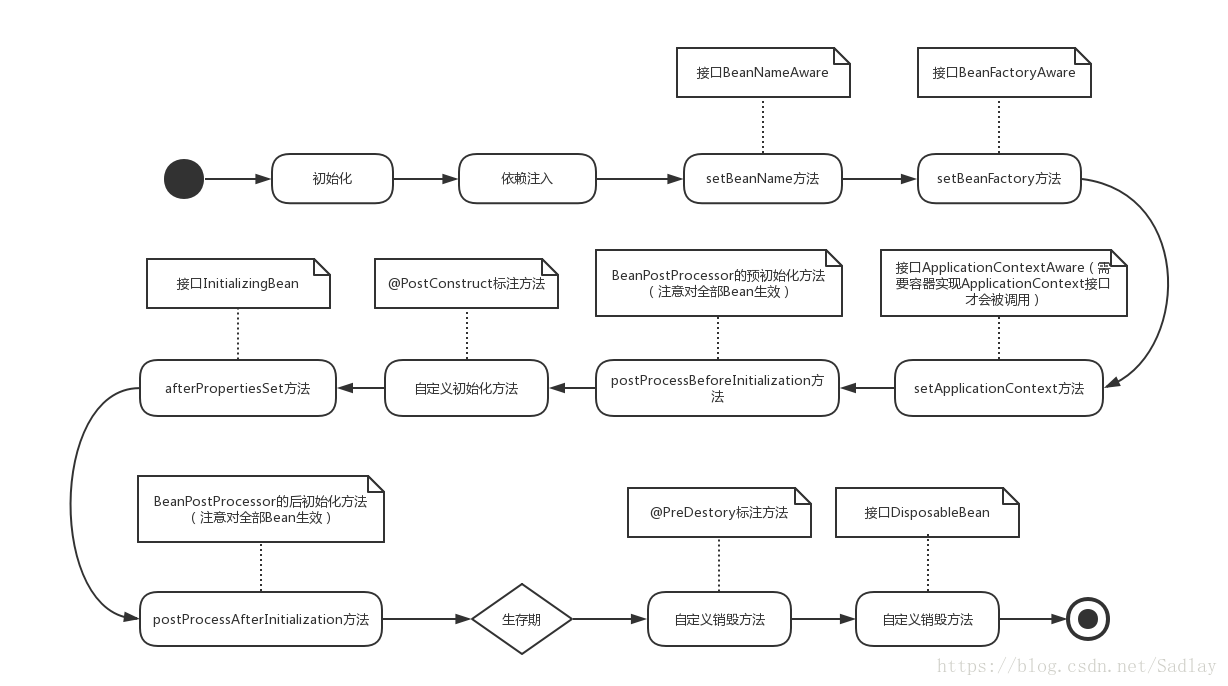 接口BeanNameAware
接口BeanFactoryAware
初始化
依赖注入
setBeanName方法
setBeanFactory方法
接口InitializingBean
@PostConstruct标注方法
BeanPostProcessor的预初始化方法
（注意对全部Bean生效）
接口ApplicationContextAware（需
要容器实现ApplicationContext接口
才会被调用）
afterPropertiesSet方法
自定义初始化方法
postProcessBeforeInitialization方
法
setApplicationContext方法
BeanPostProcessor的后初始化方法
（注意对全部Bean生效）
@PreDestory标注方法
接口DisposableBean
postProcessAfterInitialization方法
生存期
自定义销毁方法
自定义销毁方法
https://blog.csdn.net/Sadlay